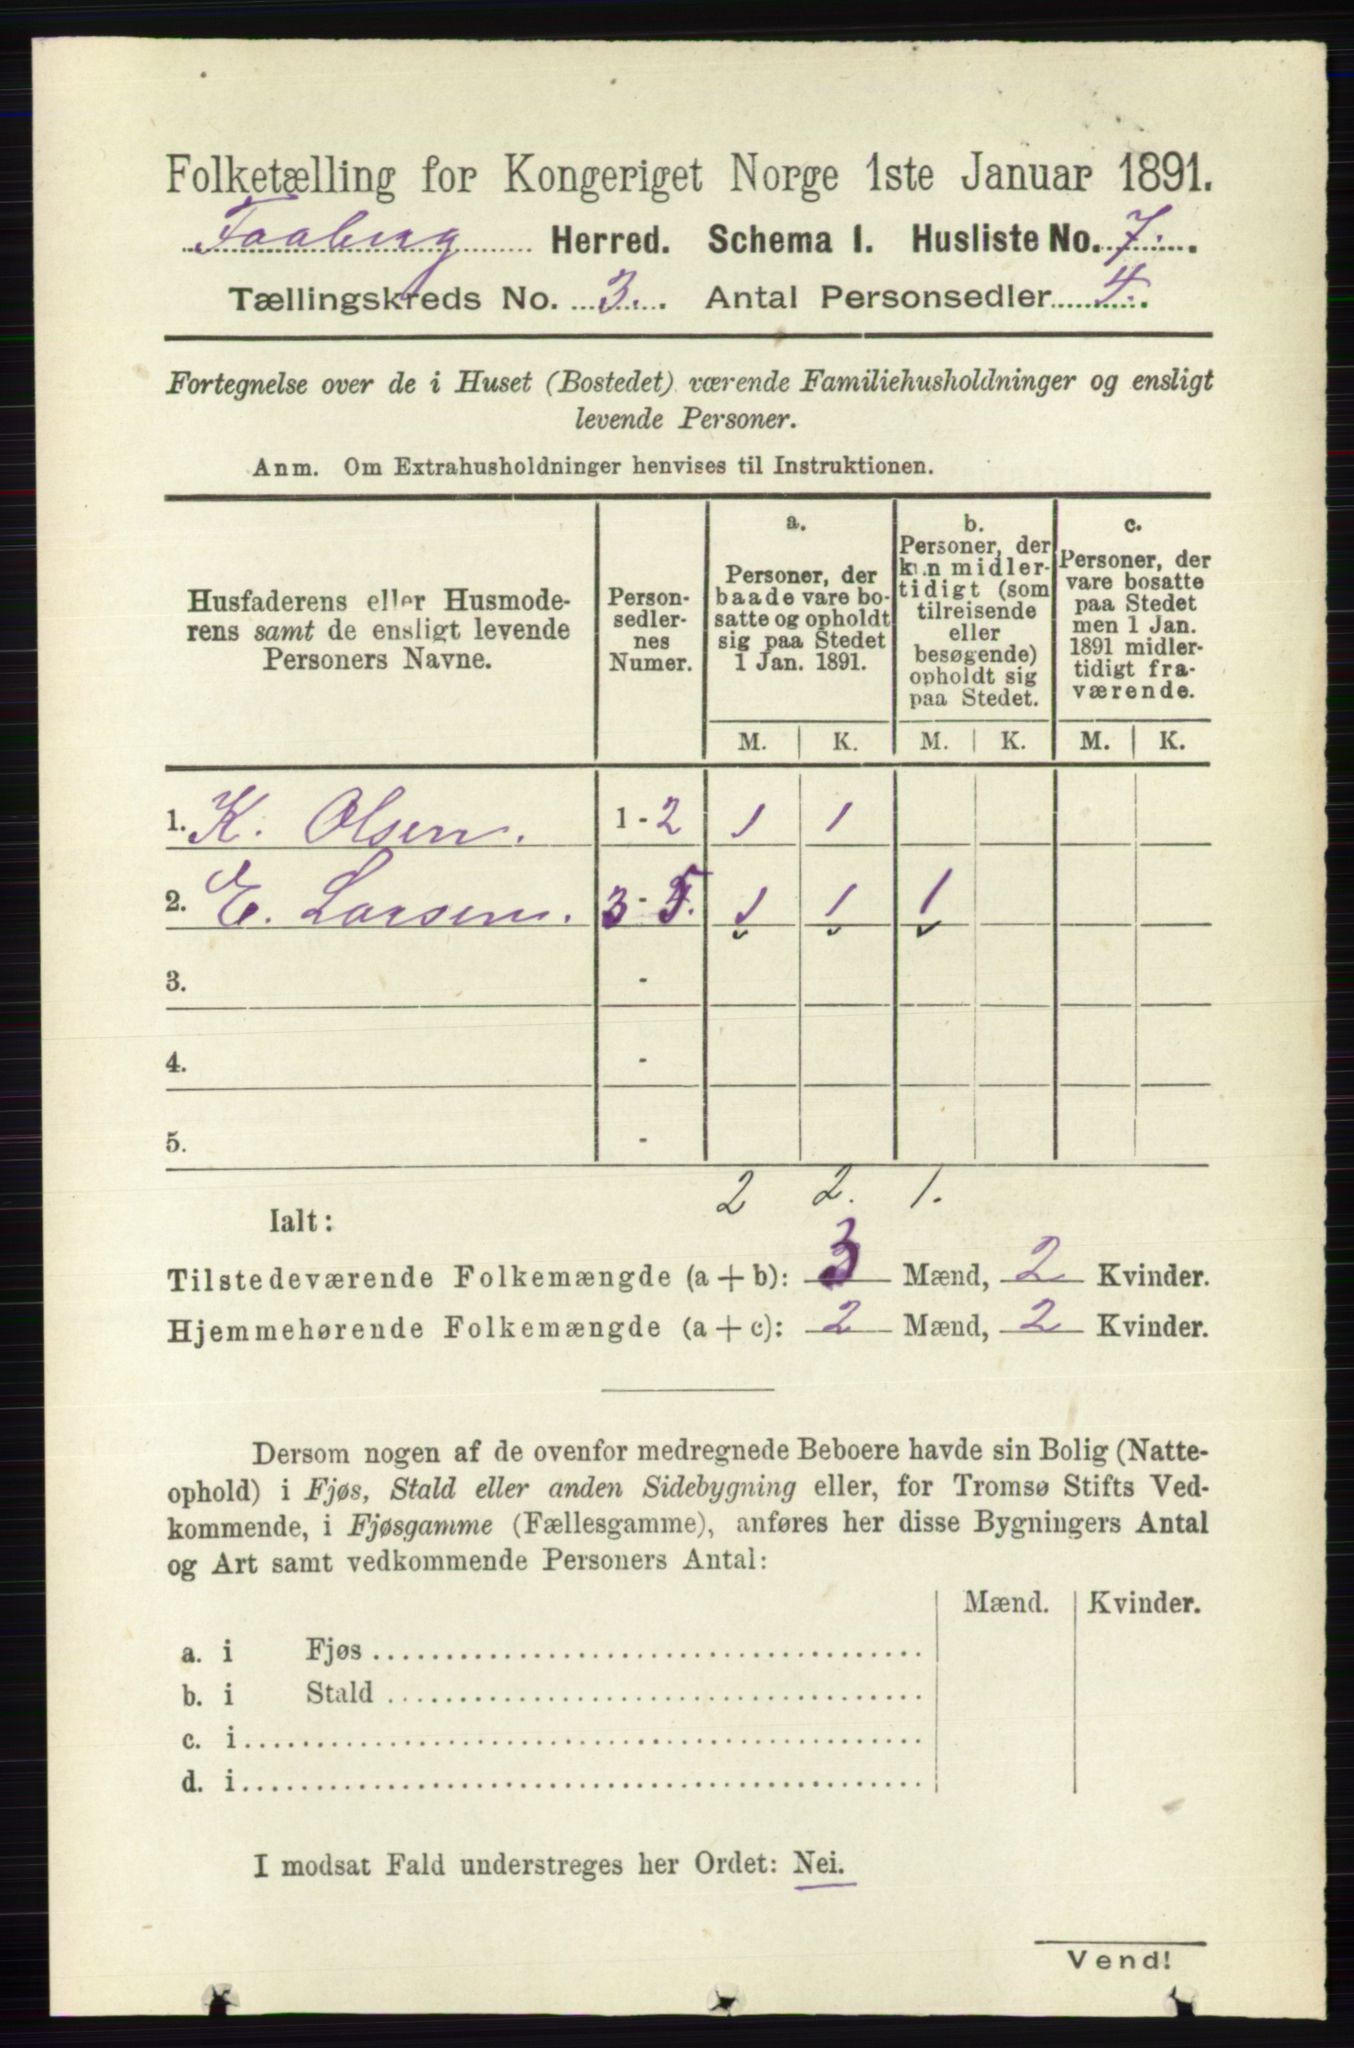 Folketælling for Kongeriget Norge 1ste Januar 1891.
Faaberg Herred. Schema I. Husliste No. 7.
Tællingskreds No. 3. Antal Personsedler 4.
Fortegnelse over de i Huset (Bostedet) værende Familiehusholdninger og ensligt
levende Personer.
Anm. Om Extrahusholdninger henvises til Instruktionen.
Husfaderens eller Husmode-
rens samt de ensligt levende
Personers Navne.
Person-
sedler-
nes
Numer.
a.
Personer, der
baade vare bo-
satte og opholdt
sig paa Stedet
1 Jan. 1891.
b.
Personer, der
kun midler-
tidigt (som
tilreisende
eller
besøgende)
opholdt sig
paa Stedet.
c.
Personer, der
vare bosatte
paa Stedet
men 1 Jan.
1891 midler-
tidigt fra-
værende.
M. K. M. K. M. K.
1. K. Olsen. 1 - 2 1 1
2. E. Larsen. 3 - 5. 1 1 1
3. -
4. -
5. -
2 2. 1.
Ialt:
Tilstedeværende Folkemængde (a + b): 3 Mænd, 2 Kvinder.
Hjemmehørende Folkemængde (a + c): 2 Mænd, 2 Kvinder.
Dersom nogen af de ovenfor medregnede Beboere havde sin Bolig (Natte-
ophold) i Fjøs, Stald eller anden Sidebygning eller, for Tromsø Stifts Ved-
kommende, i Fjøsgamme (Fællesgamme), anføres her disse Bygningers Antal
og Art samt vedkommende Personers Antal:
Mænd. Kvinder.
a. i Fjøs
b. i Stald
c. i
d. i
I modsat Fald understreges her Ordet: Nei.
Vend!